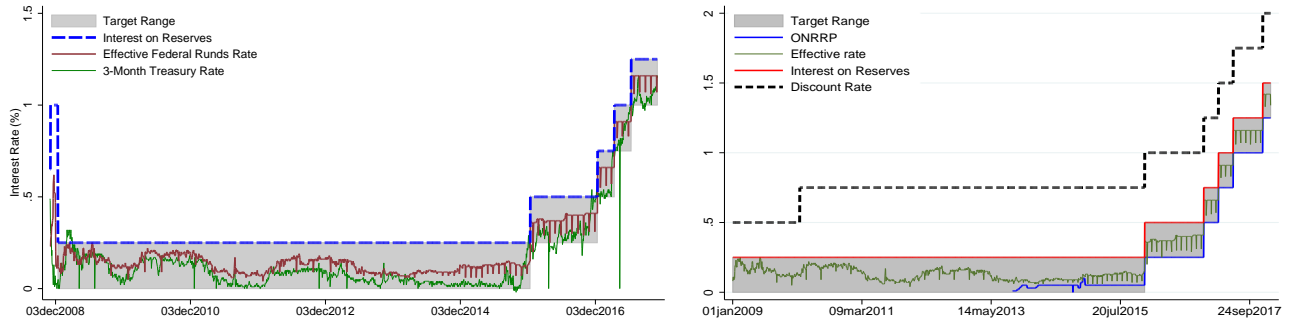 1.5
1
.5
0
Interest Rate (%)
Target Range
Interest on Reserves
Effective Federal Runds Rate
3-Month Treasury Rate
03dec2008
03dec2010
03dec2012
03dec2014
03dec2016
2
1.5
1
.5
0
Target Range
ONRRP
Effective rate
Interest on Reserves
Discount Rate
01jan2009
09mar2011
14may2013
20jul2015
24sep2017